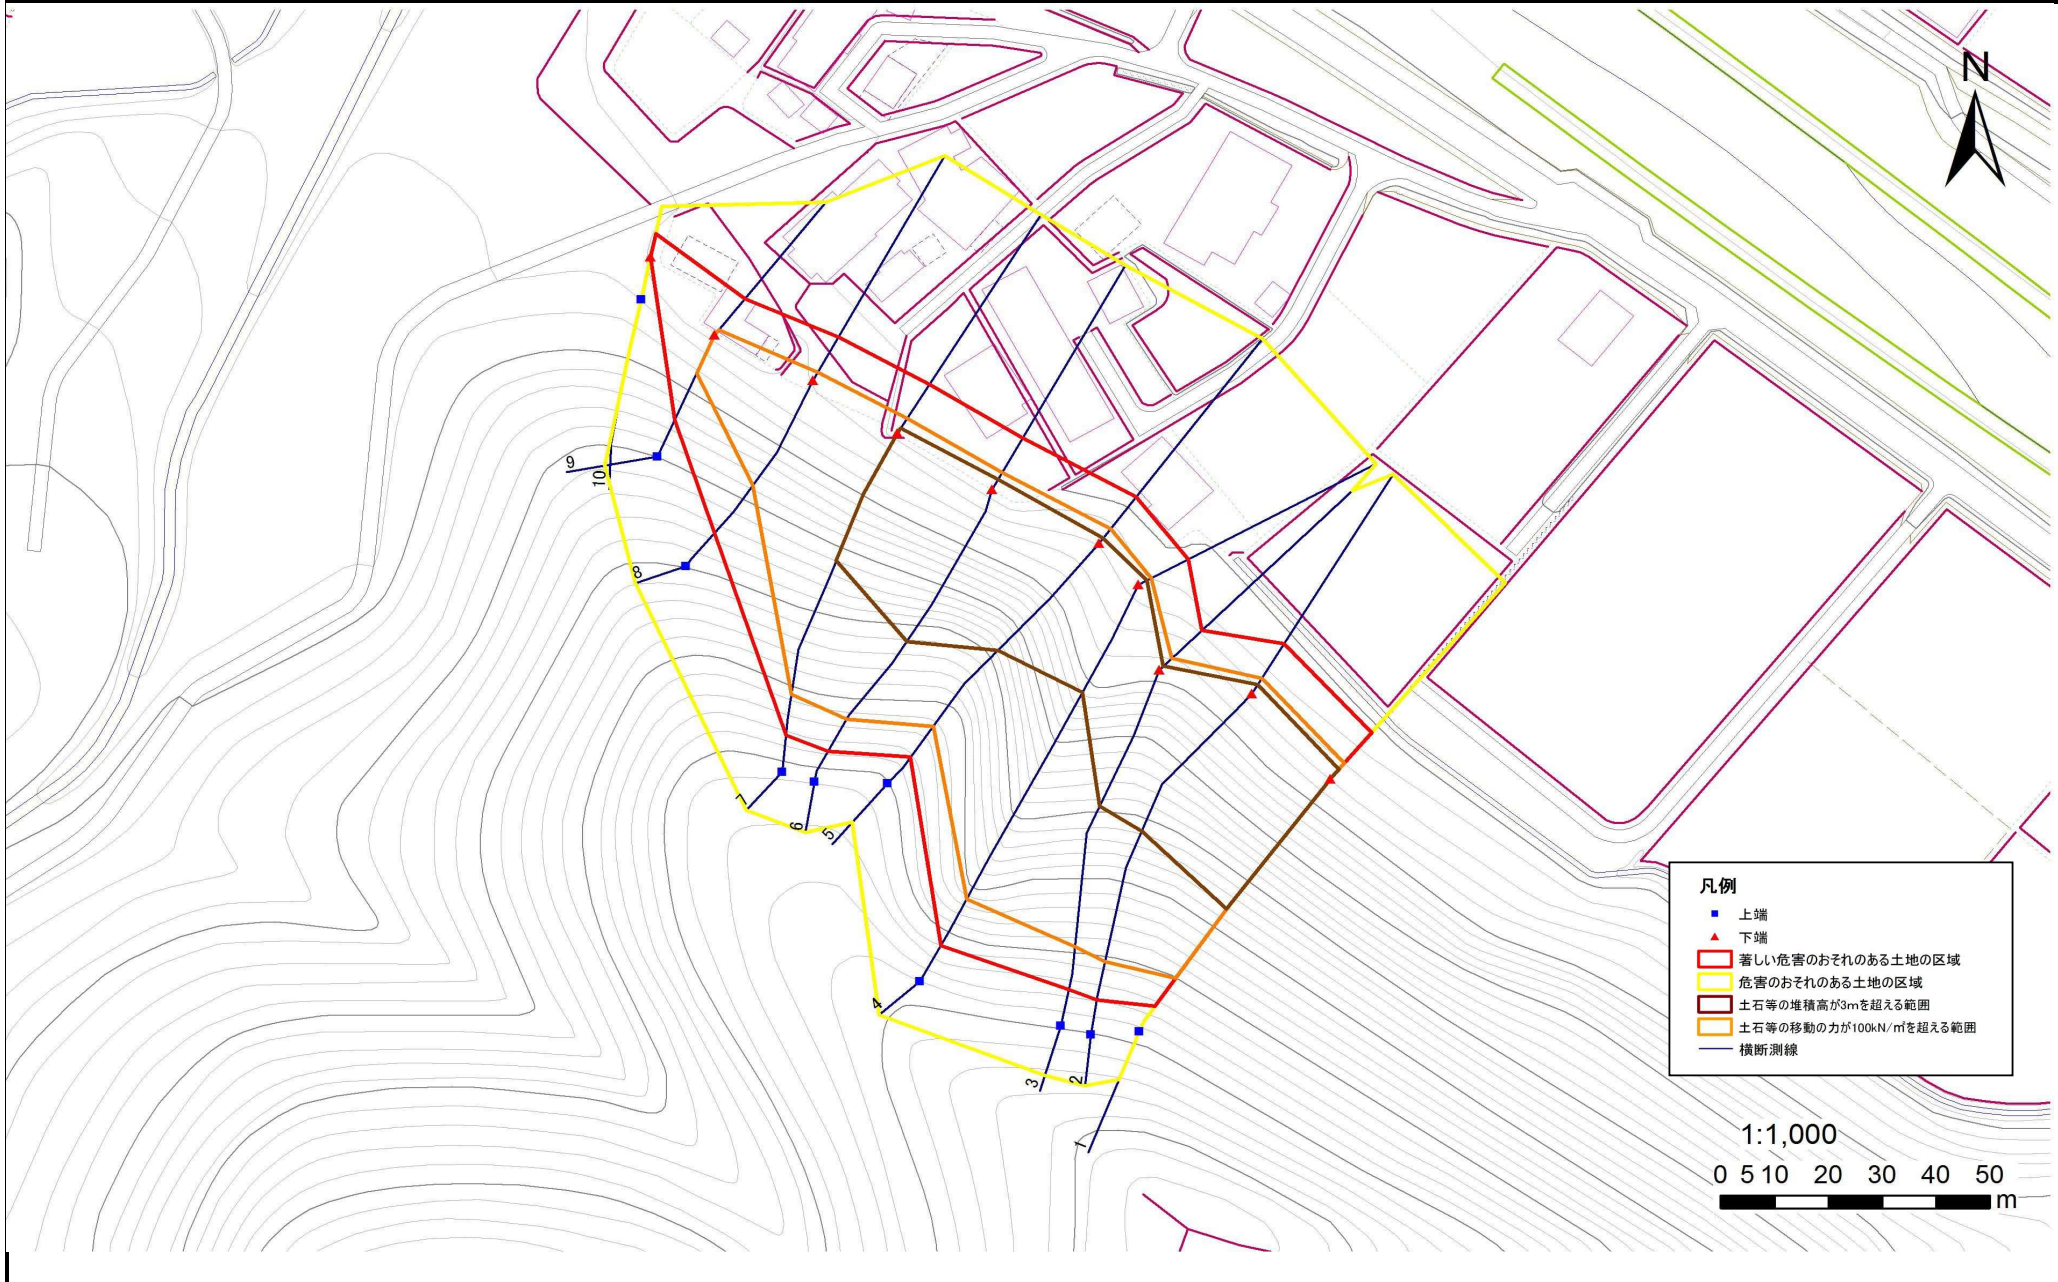 N
9
10
8
7
6
5
4
3
2
1
凡例
上端
下端
著しい危害のおそれのある土地の区域
危害のおそれのある土地の区域
土石等の堆積高が3mを超える範囲
土石等の移動の力が100kN/㎡を超える範囲
横断測線
1:1,000
0 5 10 20 30 40 50
m